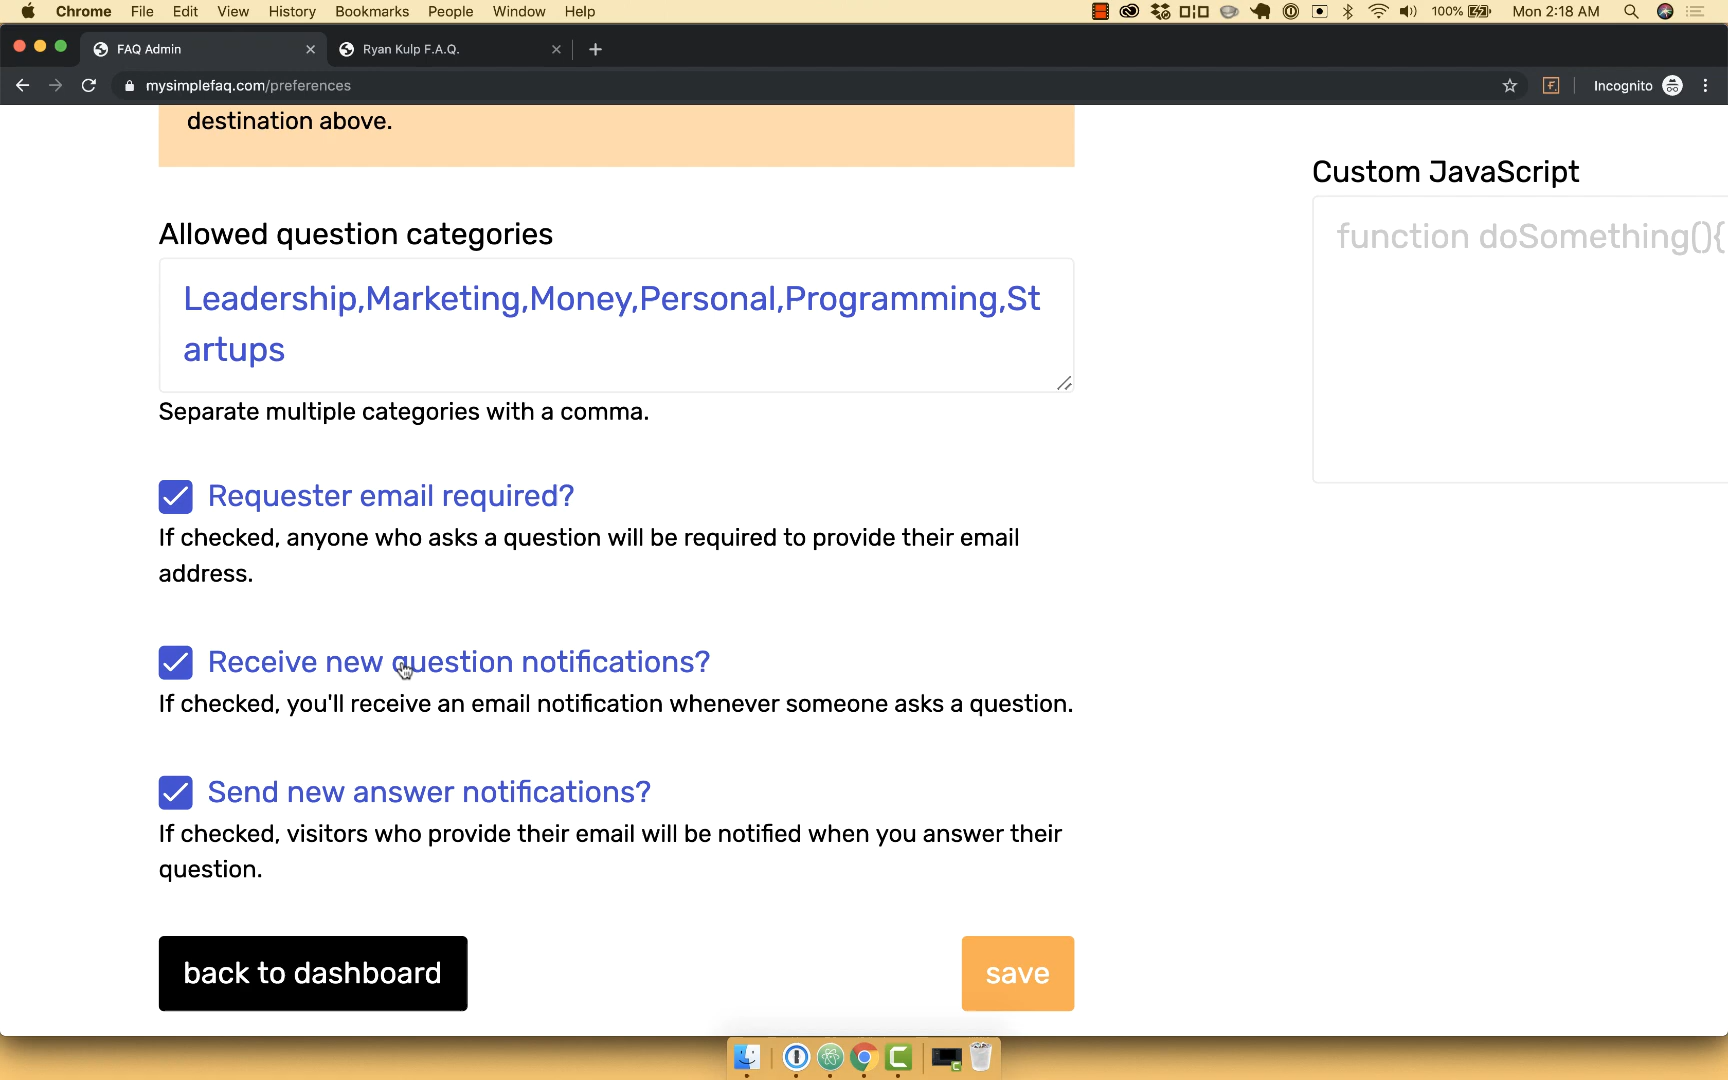 Chrome File Edit View History Bookmarks People Window Help 100% Mon 2:18 AM
FAQ Admin Ryan Kulp F.A.Q.
mysimplefaq.com/preferences Incognito
destination above.
Custom JavaScript
function doSomething(){
Allowed question categories
Leadership,Marketing,Money,Personal,Programming,St
artups
Separate multiple categories with a comma.
Requester email required?
If checked, anyone who asks a question will be required to provide their email
address.
Receive new question notifications?
If checked, you'll receive an email notification whenever someone asks a question.
Send new answer notifications?
If checked, visitors who provide their email will be notified when you answer their
question.
back to dashboard
save